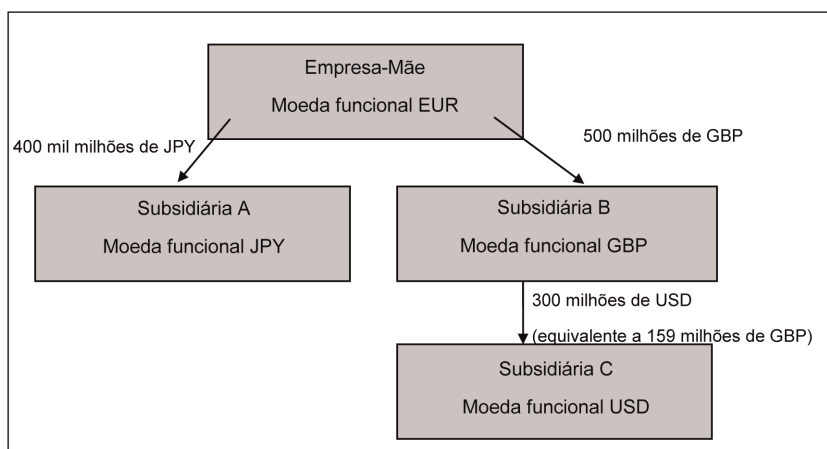 Empresa-Mãe
Moeda funcional EUR
400 mil milhões de JPY
500 milhões de GBP
Subsidiária A
Moeda funcional JPY
Subsidiária B
Moeda funcional GBP
300 milhões de USD
(equivalente a 159 milhões de GBP)
Subsidiária C
Moeda funcional USD